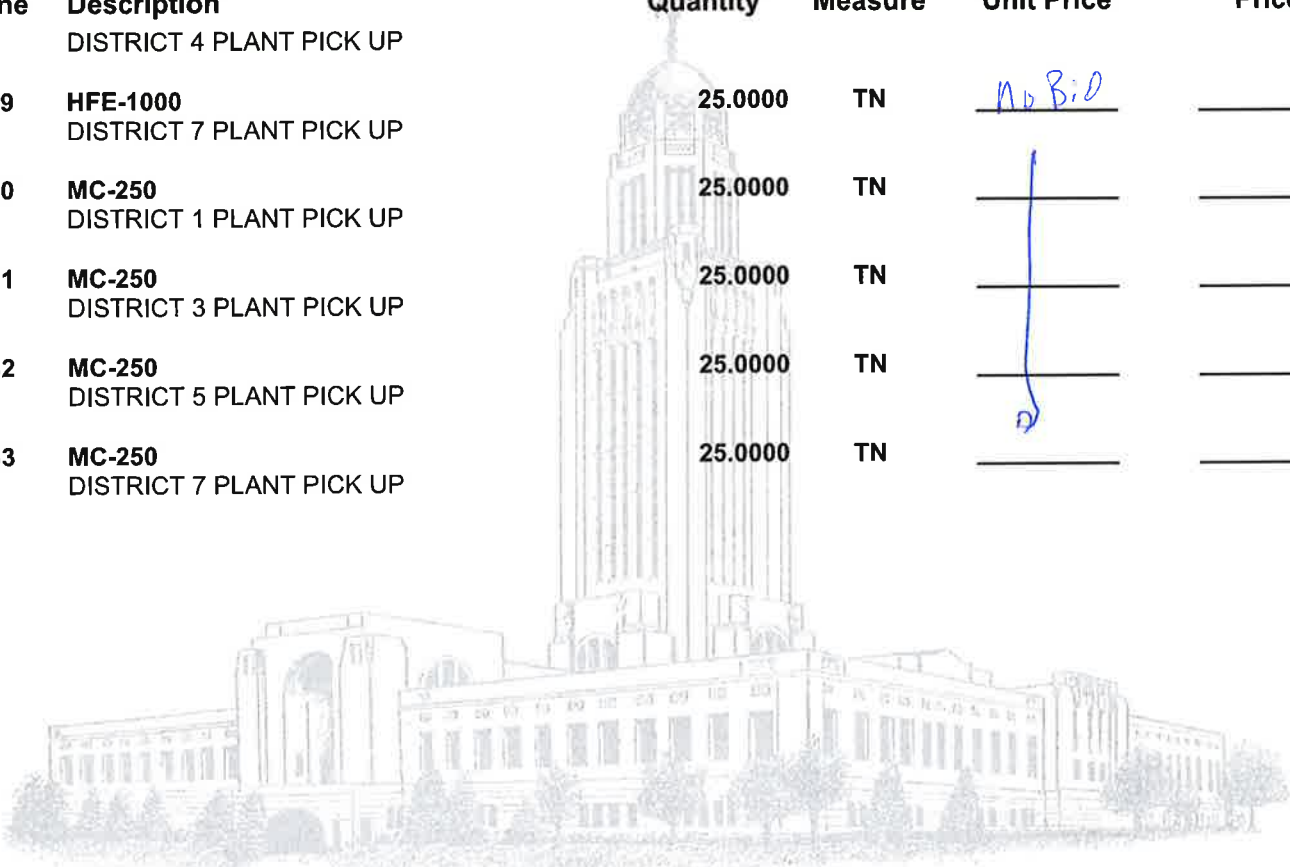 ne Description Quantity Measure Unit Price Price
DISTRICT 4 PLANT PICK UP
9 HFE-1000 25.0000 TN No Bid
DISTRICT 7 PLANT PICK UP
0 MC-250 25.0000 TN
DISTRICT 1 PLANT PICK UP
1 MC-250 25.0000 TN
DISTRICT 3 PLANT PICK UP
2 MC-250 25.0000 TN
DISTRICT 5 PLANT PICK UP
3 MC-250 25.0000 TN
DISTRICT 7 PLANT PICK UP